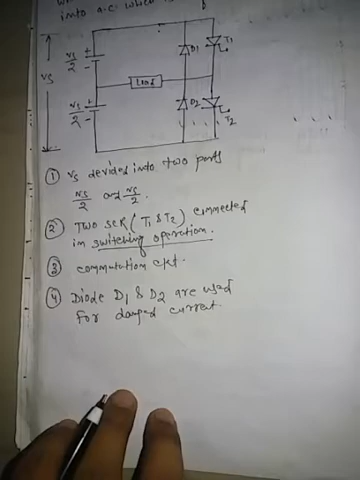 into a.c which is
Vs/2 + -
D1 T1
Vs
Load
Vs/2 + -
D2 T2
① Vs divided into two parts
Vs/2 and Vs/2.
② Two SCR (T1 & T2) connected
in switching operation.
③ commutation ckt.
④ Diode D1 & D2 are used
For damped current.